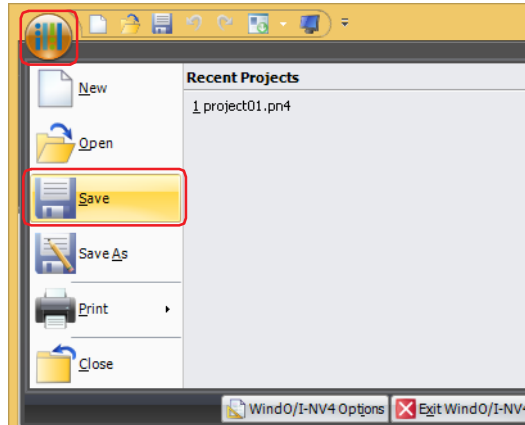 New
Recent Projects
1 project01.pn4
Open
Save
Save As
Print
Close
WindO/I-NV4 Options
Exit WindO/I-NV4